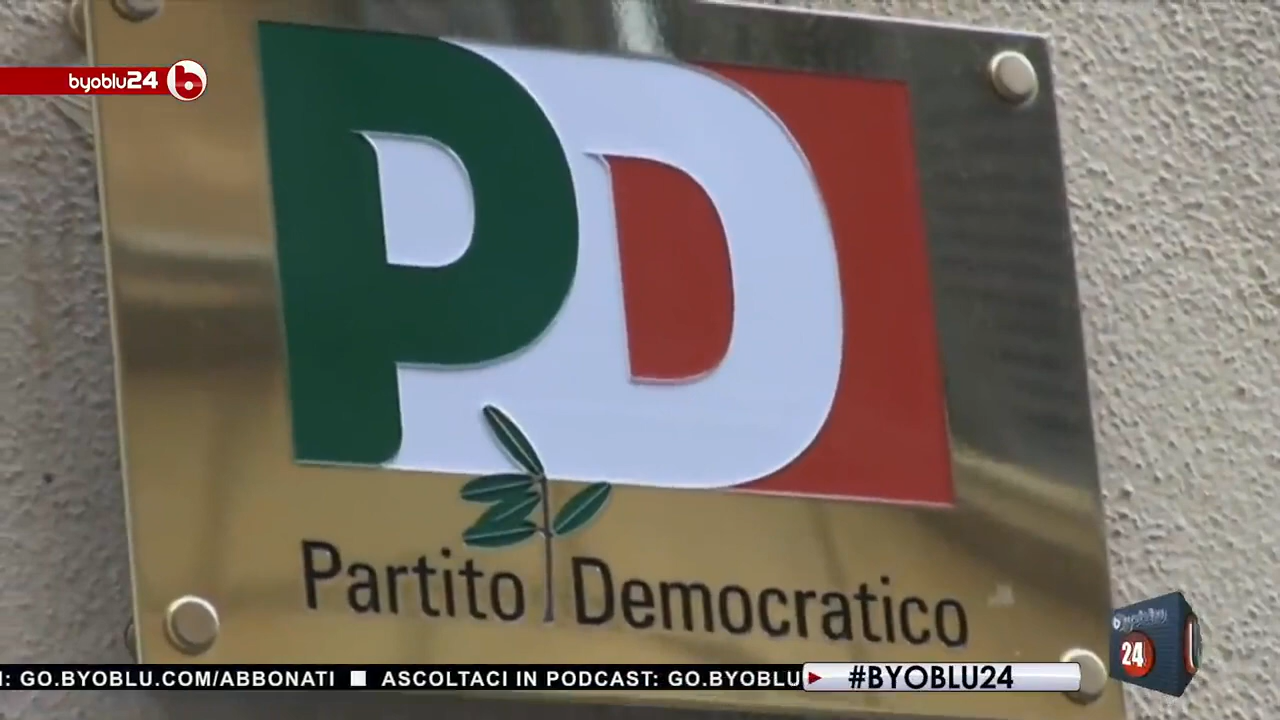 byoblu24
PD
Partito Democratico
24
: GO.BYOBLU.COM/ABBONATI ■ ASCOLTACI IN PODCAST: GO.BYOBLU
#BYOBLU24